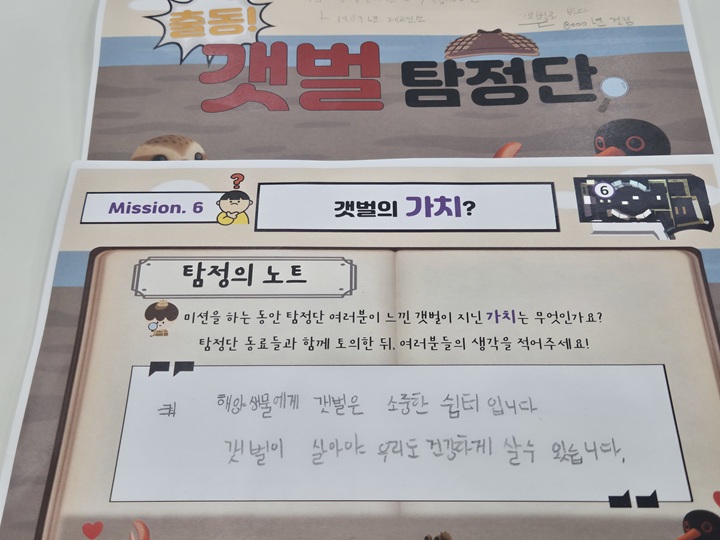 출동!
갯벌 탐정단
Mission. 6
?
갯벌의 가치?
6
탐정의 노트
미션을 하는 동안 탐정단 여러분이 느낀 갯벌이 지닌 가치는 무엇인가요?
탐정단 동료들과 함께 토의한 뒤, 여러분들의 생각을 적어주세요!
해양생물에게 갯벌은 소중한 쉼터 입니다
갯벌이 살아야 우리도 건강하게 살수 있습니다.